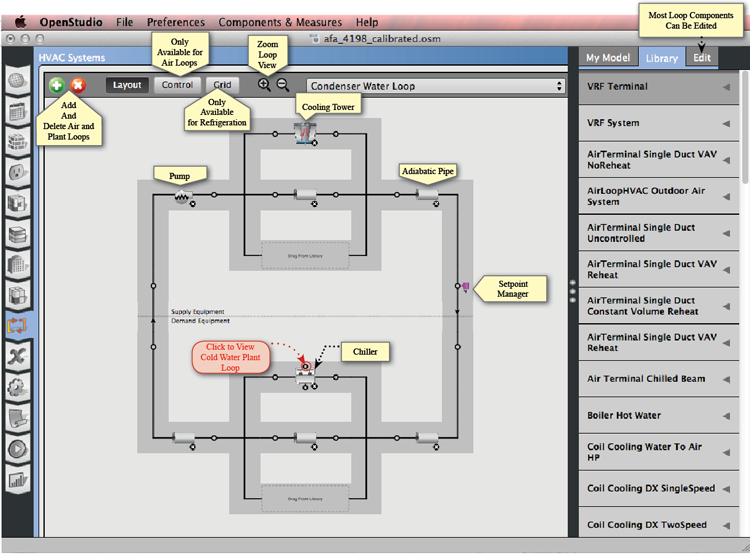 OpenStudio File Preferences Components & Measures Help
Most Loop Components
Can Be Edited
Only
Available for
Air Loops
Zoom
Loop
View
afa_4198_calibrated.osm
HVAC Systems
My Model Library Edit
Layout Control Grid Condenser Water Loop
Add
And
Delete Air and
Plant Loops
Only
Available
for Refrigeration
Cooling Tower
Pump
Adiabatic Pipe
Drag From Library
Setpoint
Manager
Supply Equipment
Demand Equipment
Click to View
Cold Water Plant
Loop
Chiller
Drag From Library
VRF Terminal
VRF System
AirTerminal Single Duct VAV
NoReheat
AirLoopHVAC Outdoor Air
System
AirTerminal Single Duct
Uncontrolled
AirTerminal Single Duct VAV
Reheat
AirTerminal Single Duct
Constant Volume Reheat
AirTerminal Single Duct VAV
Reheat
Air Terminal Chilled Beam
Boiler Hot Water
Coil Cooling Water To Air
HP
Coil Cooling DX SingleSpeed
Coil Cooling DX TwoSpeed